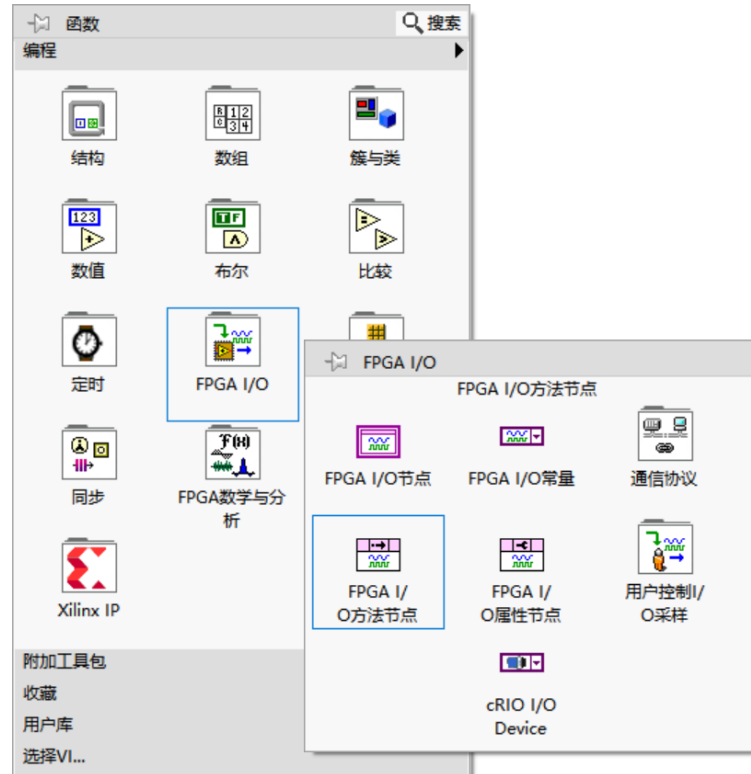 函数
搜索
编程
结构
数组
簇与类
数值
布尔
比较
定时
FPGA I/O
同步
FPGA数学与分
析
Xilinx IP
附加工具包
收藏
用户库
选择VI...
FPGA I/O
FPGA I/O方法节点
FPGA I/O节点
FPGA I/O常量
通信协议
FPGA I/
O方法节点
FPGA I/
O属性节点
用户控制I/
O采样
cRIO I/O
Device